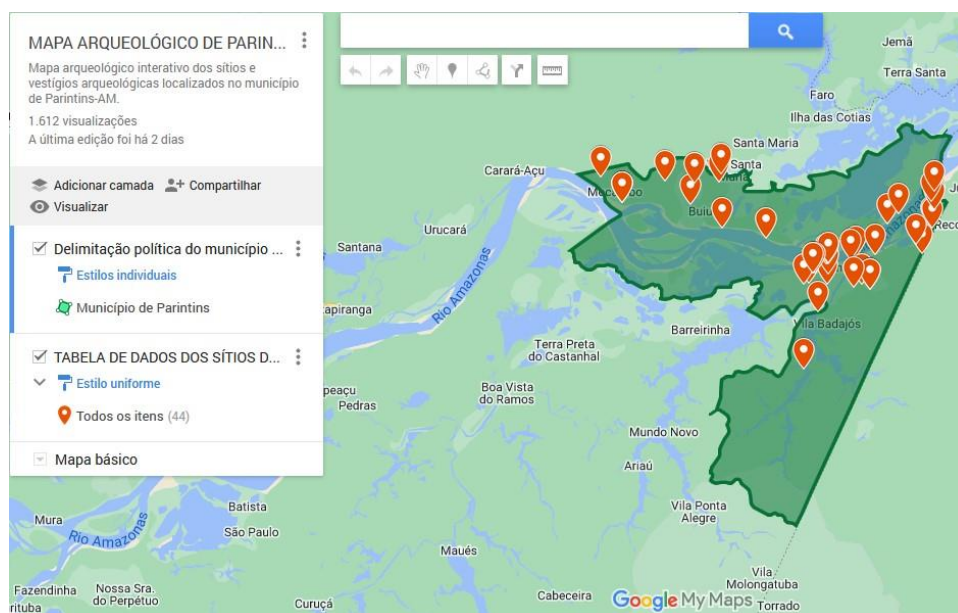 MAPA ARQUEOLÓGICO DE PARIN...
Mapa arqueológico interativo dos sítios e
vestígios arqueológicas localizados no município
de Parintins-AM.
1.612 visualizações
A última edição foi há 2 dias
Adicionar camada Compartilhar
Visualizar
Delimitação política do município ...
Estilos individuais
Município de Parintins
TABELA DE DADOS DOS SÍTIOS D...
Estilo uniforme
Todos os itens (44)
Mapa básico
Jemã
Terra Santa
Faro
Ilha das Cotias
Santa Maria
Santa
Carará-Açu
Urucará
Santana
Rio Amazonas
apiranga
Barreirinha
Vila Badajós
Terra Preta
do Castanhal
Boa Vista
do Ramos
peaçu
Pedras
Mundo Novo
Ariaú
Vila Ponta
Alegre
Batista
São Paulo
Mura
Rio Amazonas
Maués
Fazendinha
Nossa Sra.
do Perpétuo
rituba
Curuçá
Cabeceira
Vila
Molongatuba
Torrado
Google My Maps